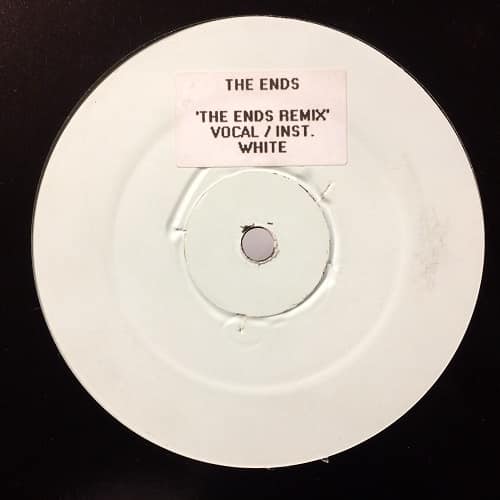 THE ENDS
'THE ENDS REMIX'
VOCAL / INST.
WHITE